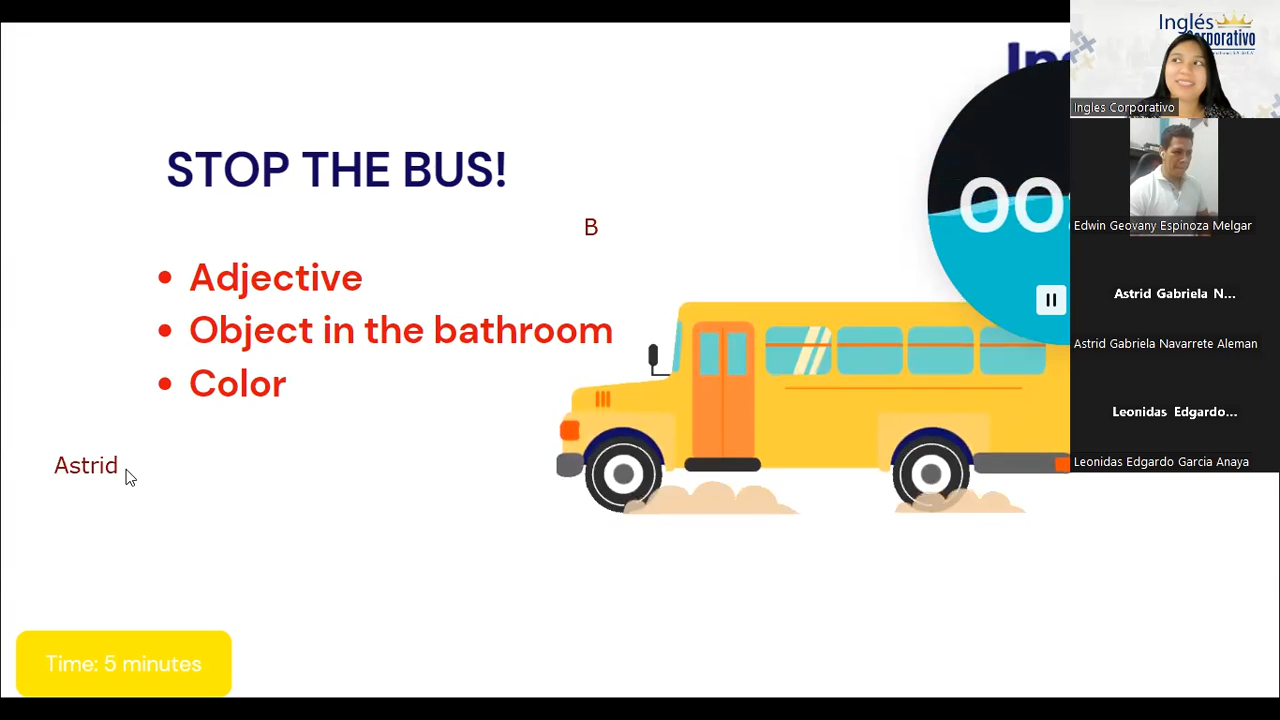 STOP THE BUS!
B
• Adjective
• Object in the bathroom
• Color
Astrid
Time: 5 minutes
00
Inglés
Corporativo
Ingles Corporativo
Edwin Geovany Espinoza Melgar
Astrid Gabriela N...
Astrid Gabriela Navarrete Aleman
Leonidas Edgardo...
Leonidas Edgardo Garcia Anaya